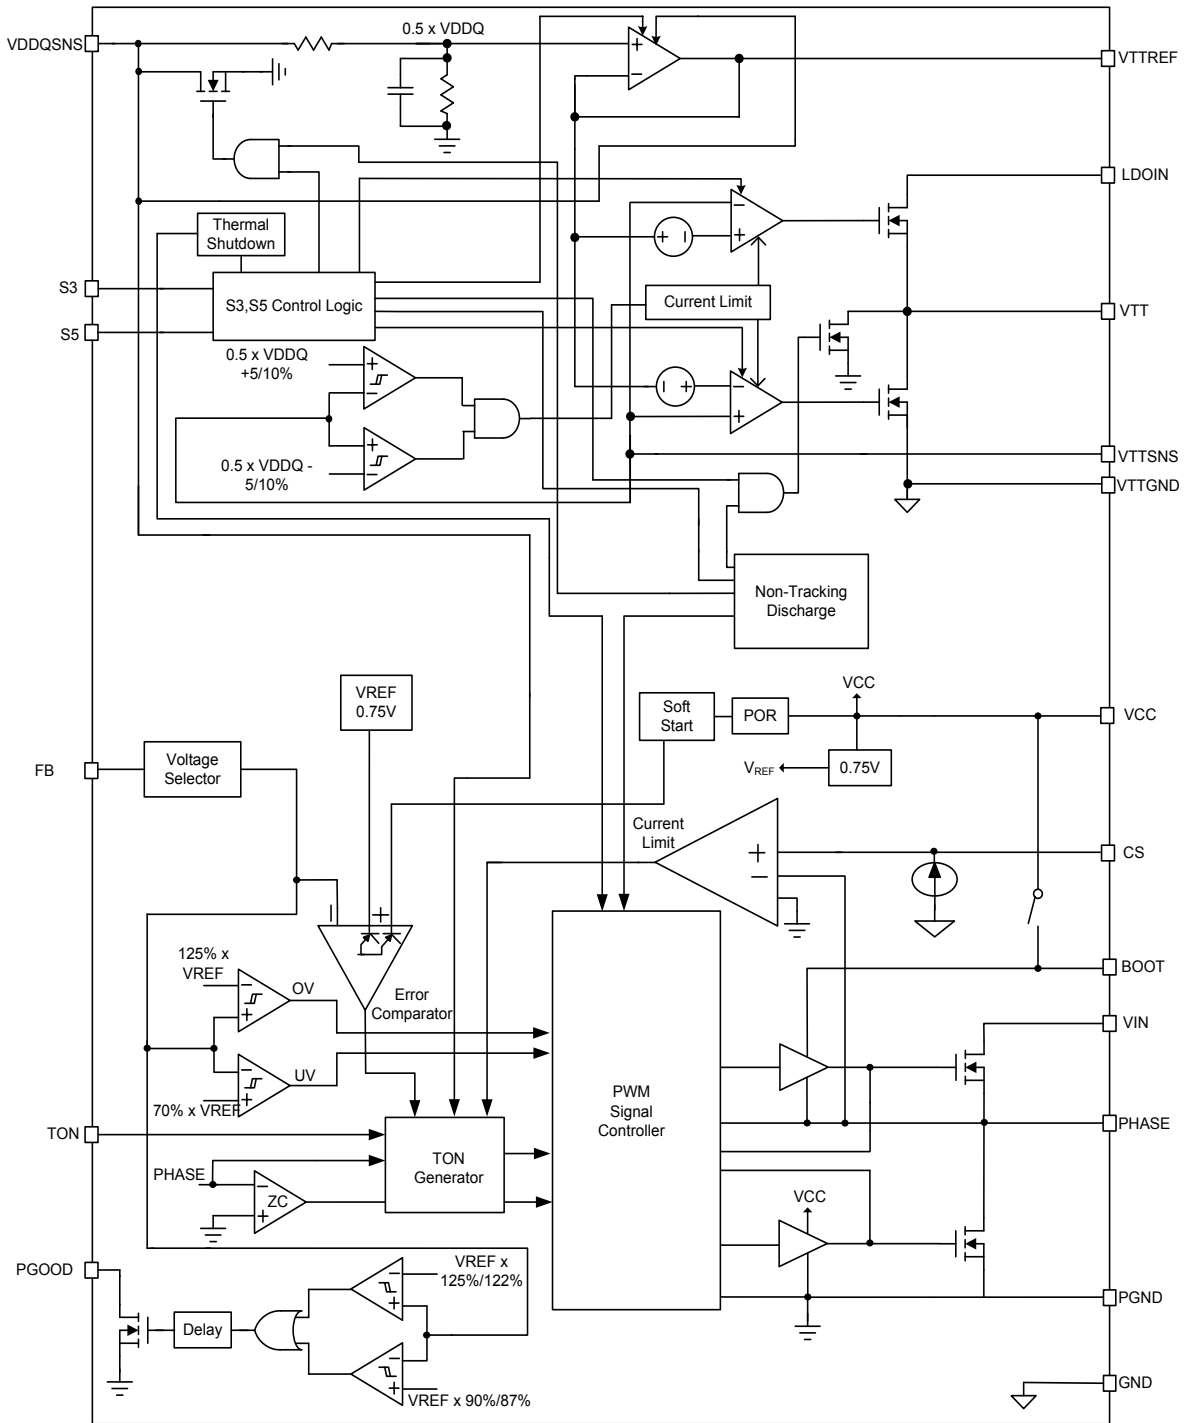 0.5 x VDDQ
VDDQSNS
VTTREF
LDOIN
Thermal
Shutdown
S3
S3,S5 Control Logic
Current Limit
VTT
S5
0.5 x VDDQ
+5/10%
0.5 x VDDQ -
5/10%
VTTSNS
VTTGND
Non-Tracking
Discharge
VREF
0.75V
Soft
Start
POR
VCC
VCC
FB
Voltage
Selector
VREF
0.75V
Current
Limit
CS
125% x
VREF
OV
Error
Comparator
BOOT
VIN
UV
70% x VREF
PWM
Signal
Controller
PHASE
TON
TON
Generator
PHASE
ZC
VCC
PGOOD
VREF x
125%/122%
PGND
Delay
VREF x 90%/87%
GND